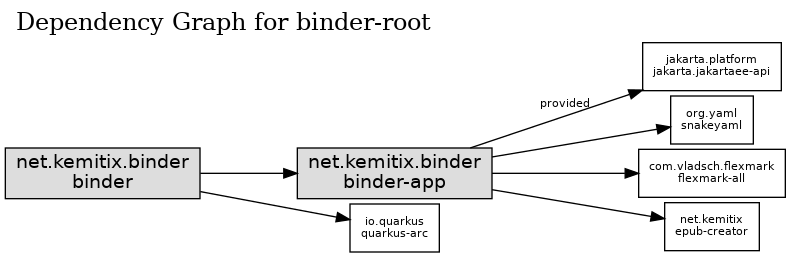 Dependency Graph for binder-root
net.kemitix.binder
binder
net.kemitix.binder
binder-app
io.quarkus
quarkus-arc
provided
jakarta.platform
jakarta.jakartaee-api
org.yaml
snakeyaml
com.vladsch.flexmark
flexmark-all
net.kemitix
epub-creator